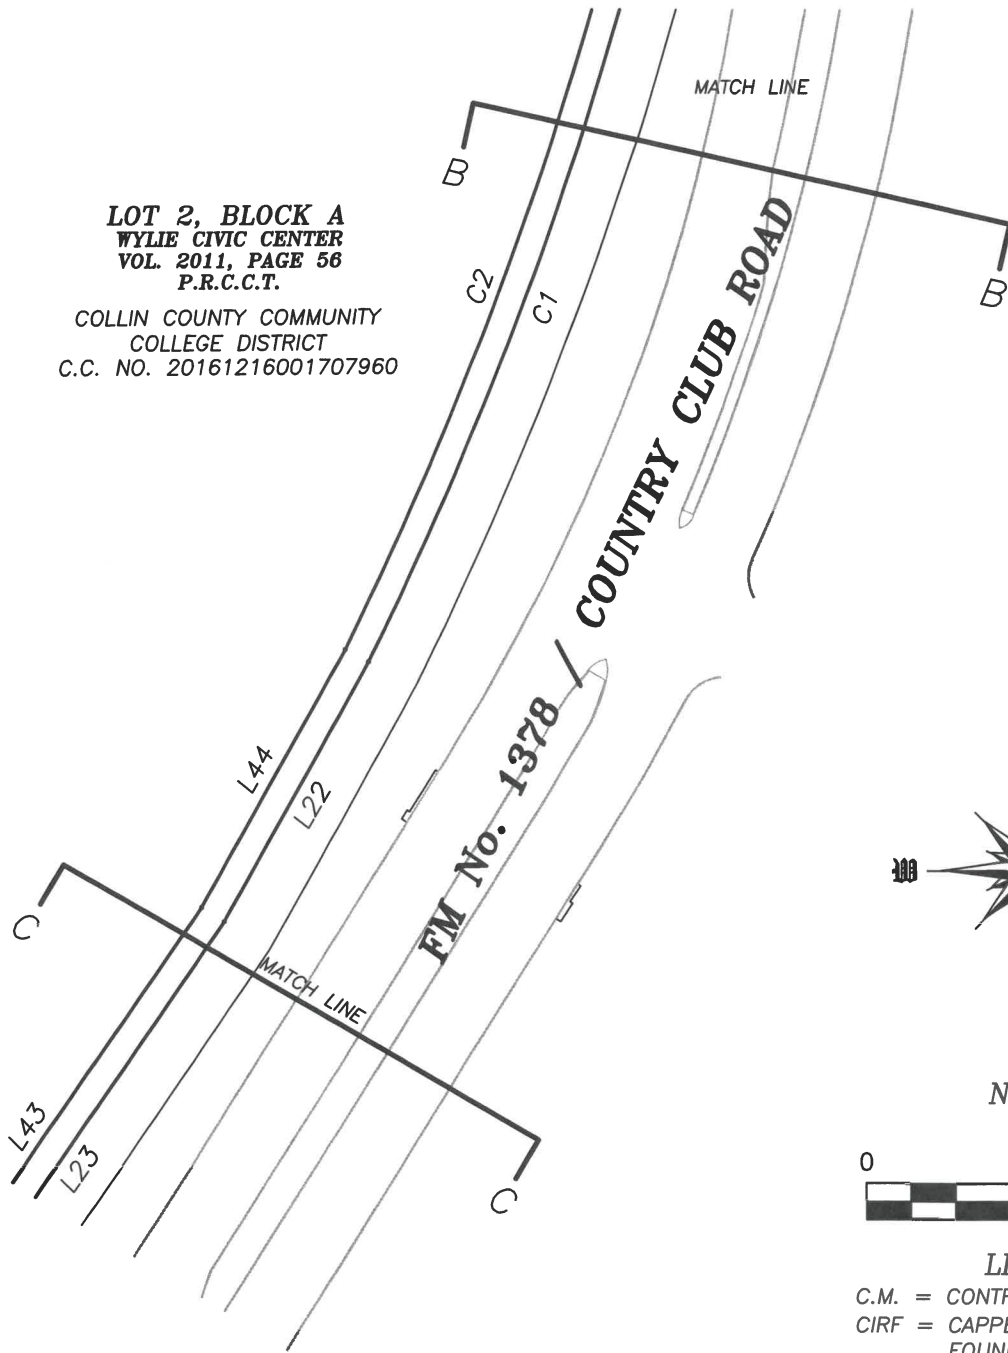 MATCH LINE
B
B
LOT 2, BLOCK A
WYLIE CIVIC CENTER
VOL. 2011, PAGE 56
P.R.C.C.T.
COLLIN COUNTY COMMUNITY
COLLEGE DISTRICT
C.C. NO. 20161216001707960
C2
C1
FM No. 1378 / COUNTRY CLUB ROAD
L44
L22
W
C
MATCH LINE
N
L43
L23
C
0
C.M. = CONTR
CIRF = CAPPE
FOUN